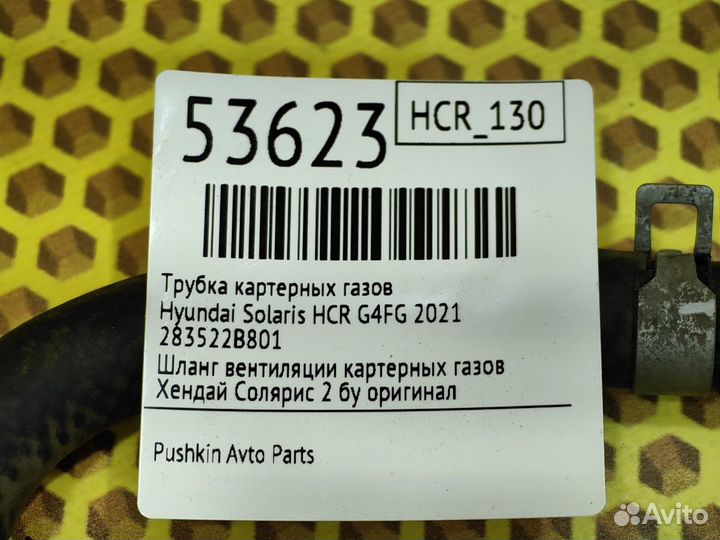 53623
HCR_130
Трубка картерных газов
Hyundai Solaris HCR G4FG 2021
283522B801
Шланг вентиляции картерных газов
Хендай Солярис 2 бу оригинал
Pushkin Avto Parts
Avito